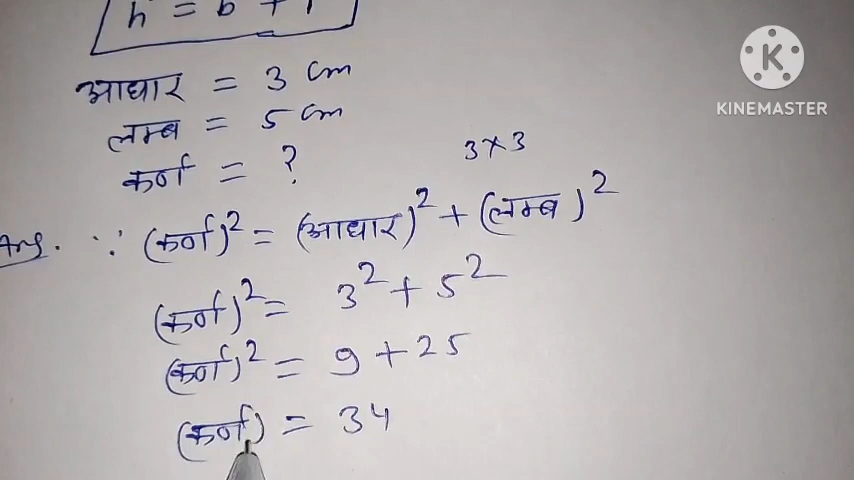 KINEMASTER
आधार = 3 cm
लम्ब = 5 cm
कर्ण = ?
3×3
Ans. ∵ (कर्ण)² = (आधार)² + (लम्ब)²
(कर्ण)² = 3² + 5²
(कर्ण)² = 9 + 25
(कर्ण) = 34